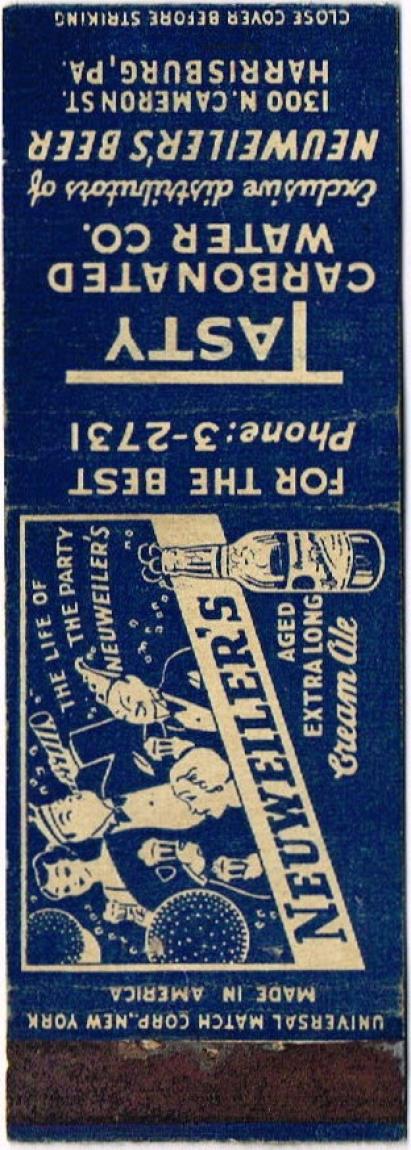 UNIVERSAL MATCH CORP., NEW YORK
MADE IN AMERICA
THE LIFE OF
THE PARTY
NEUWEILER'S
NEUWEILER'S
AGED
EXTRA LONG
Cream Ale
FOR THE BEST
Phone: 3-2731
TASTY
CARBONATED
WATER CO.
Exclusive distributors of
NEUWEILER'S BEER
1300 N. CAMERON ST.
HARRISBURG, PA.
CLOSE COVER BEFORE STRIKING